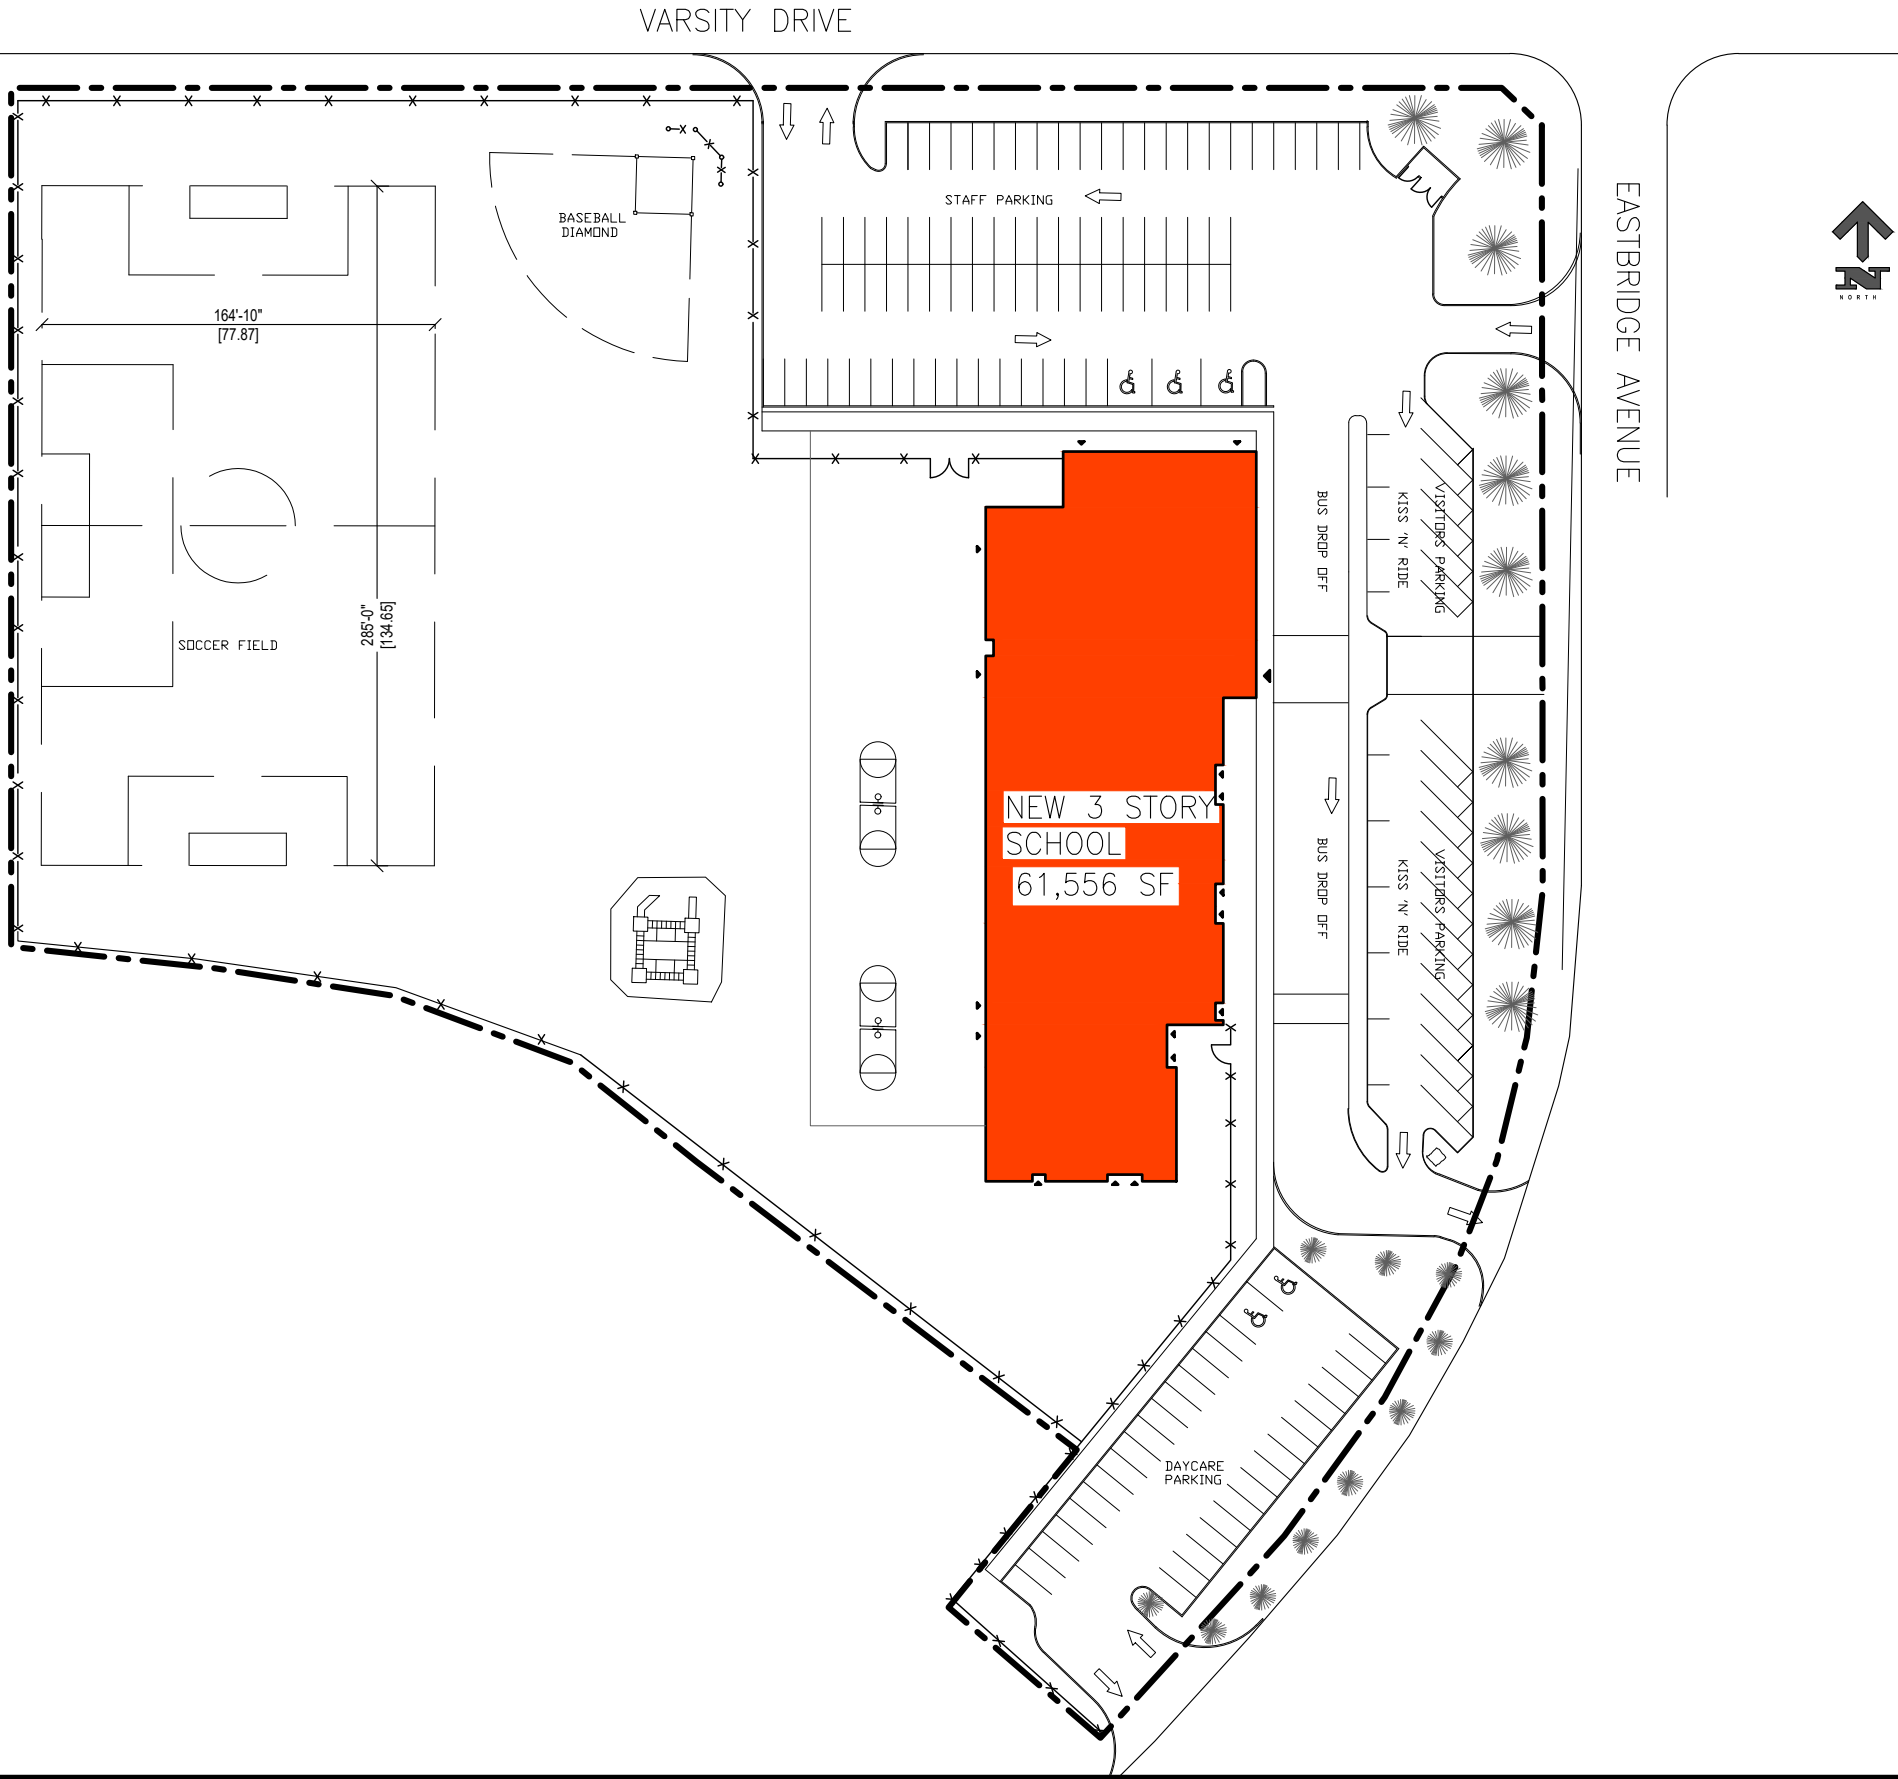 VARSITY DRIVE
EASTBRIDGE AVENUE
N
NORTH
STAFF PARKING
BASEBALL
DIAMOND
164'-10"
[77.87]
285'-0"
[134.65]
SOCCER FIELD
BUS DROP OFF
KISS 'N' RIDE
VISITORS PARKING
NEW 3 STORY
SCHOOL
61,556 SF
BUS DROP OFF
KISS 'N' RIDE
VISITORS PARKING
DAYCARE
PARKING